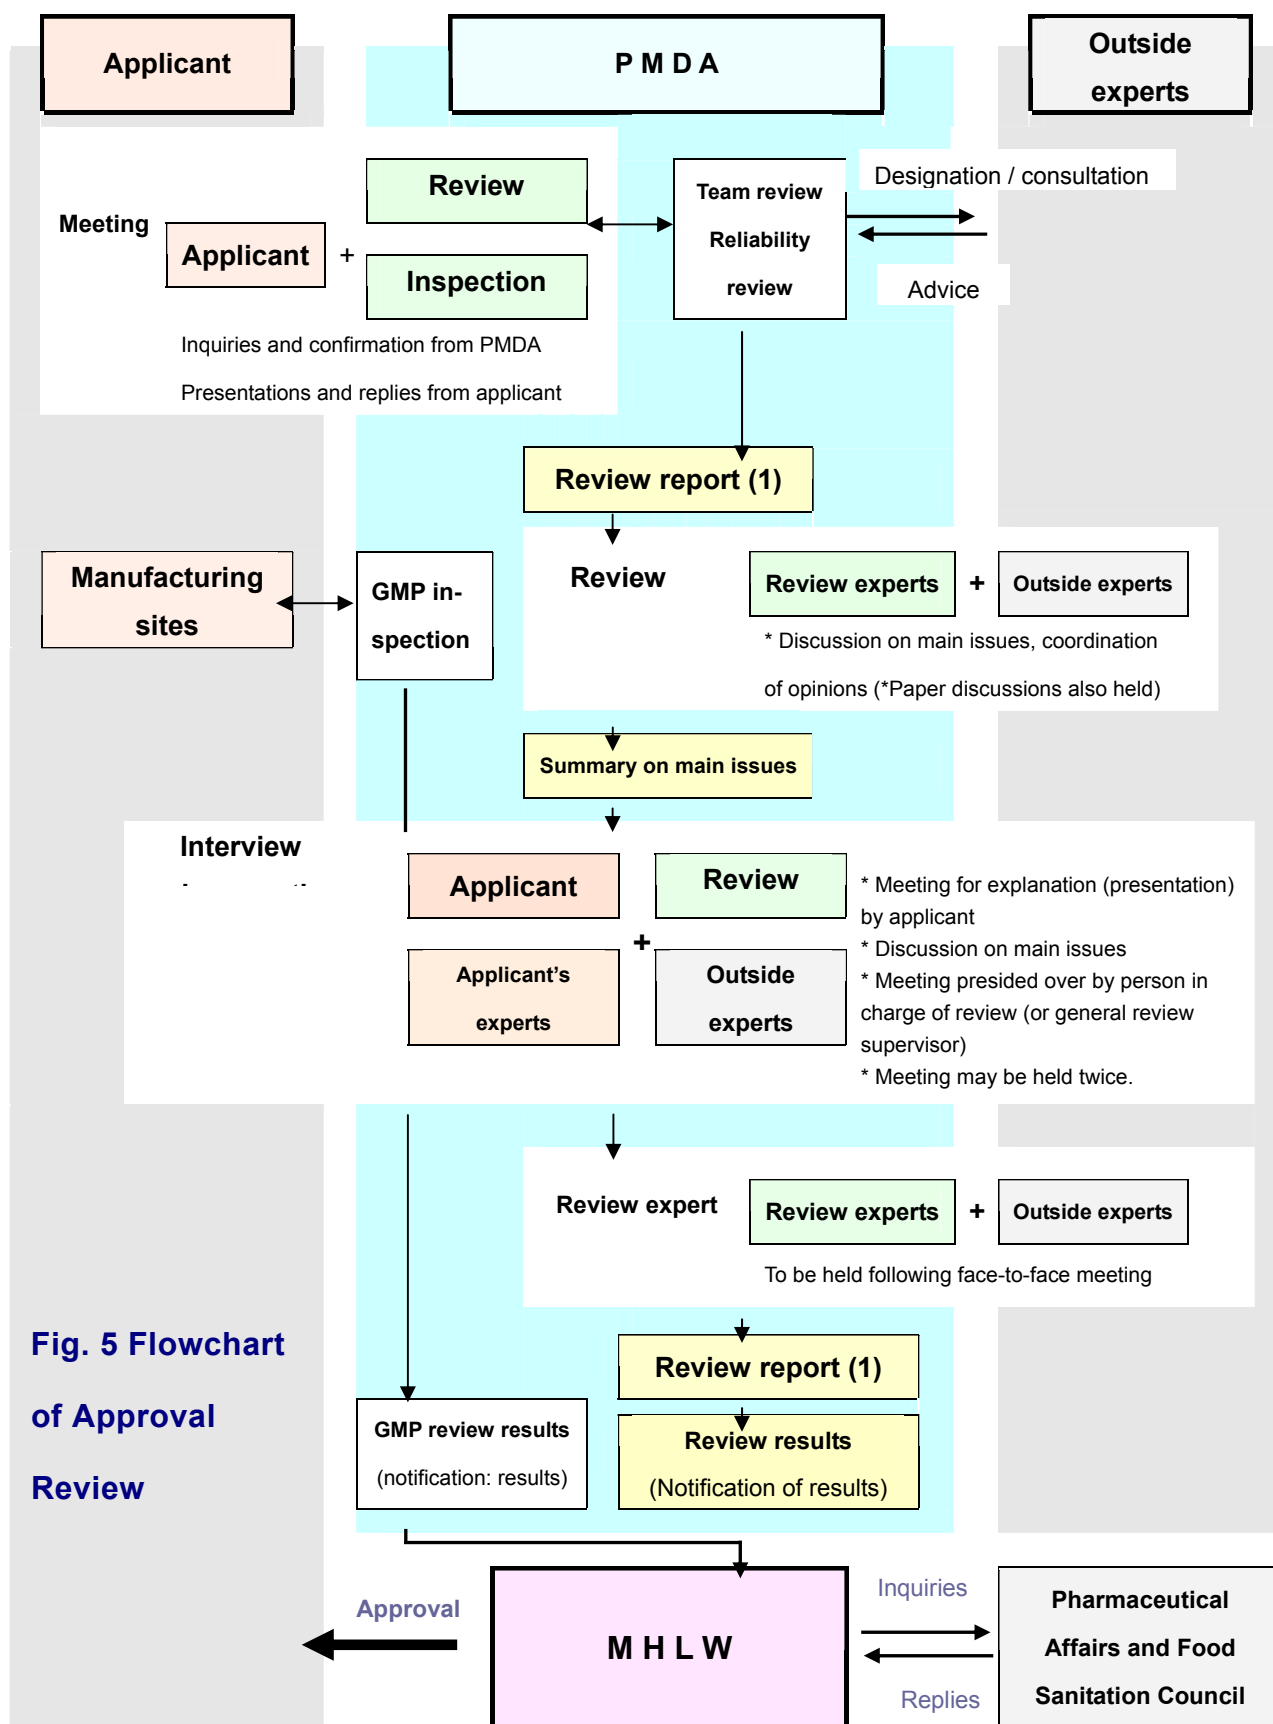 Applicant
P M D A
Outside
experts
Meeting
Applicant
+
Review
Inspection
Team review
Reliability
review
Designation / consultation
Advice
Inquiries and confirmation from PMDA
Presentations and replies from applicant
Review report (1)
Manufacturing
sites
GMP in-
spection
Review
Review experts
+
Outside experts
* Discussion on main issues, coordination
of opinions (*Paper discussions also held)
Summary on main issues
Interview
Applicant
Review
+
Applicant's
experts
Outside
experts
* Meeting for explanation (presentation)
by applicant
* Discussion on main issues
* Meeting presided over by person in
charge of review (or general review
supervisor)
* Meeting may be held twice.
Review expert
Review experts
+
Outside experts
To be held following face-to-face meeting
Fig. 5 Flowchart
of Approval
Review
Review report (1)
GMP review results
(notification: results)
Review results
(Notification of results)
Approval
M H L W
Inquiries
Replies
Pharmaceutical
Affairs and Food
Sanitation Council